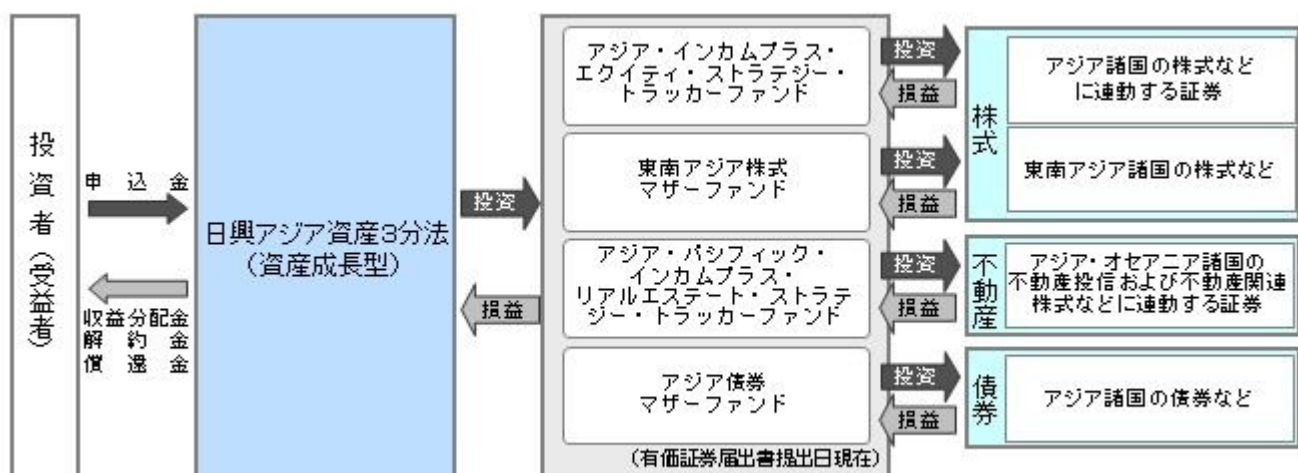 投資者(受益者)
申込金
収益分配金
解約金
償還金
日興アジア資産3分法
(資産成長型)
投資
損益
アジア・インカムプラス・
エクイティ・ストラテジー・
トラッカーファンド
東南アジア株式
マザーファンド
アジア・パシフィック・
インカムプラス・
リアルエステート・ストラテ
ジー・トラッカーファンド
アジア債券
マザーファンド
(有価証券届出書提出日現在)
投資
損益
投資
損益
投資
損益
投資
損益
株式
アジア諸国の株式など
に連動する証券
東南アジア諸国の株式など
不動産
アジア・オセアニア諸国の
不動産投信および不動産関連
株式などに連動する証券
債券
アジア諸国の債券など